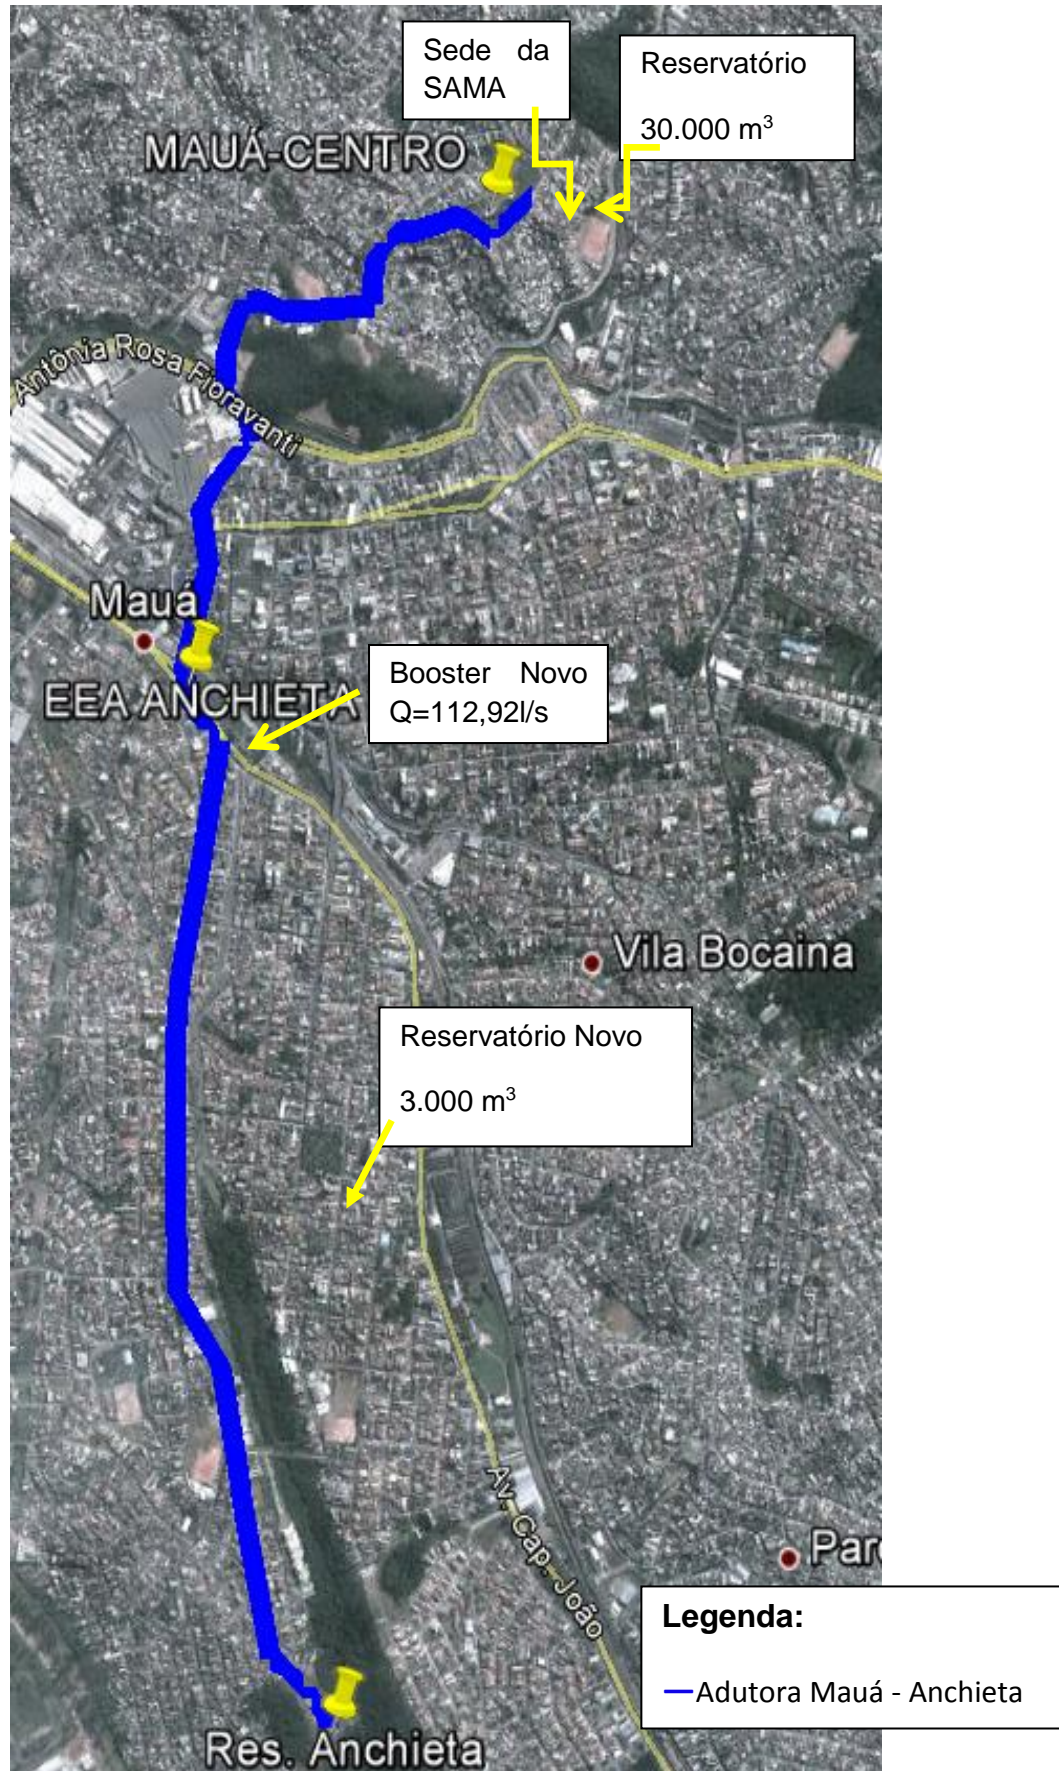 Sede da
SAMA
Reservatório
30.000 m³
MAUÁ-CENTRO
Antônia Rosa Fioravanti
Mauá
EEA ANCHIETA
Booster Novo
Q=112,92l/s
Vila Bocaina
Reservatório Novo
3.000 m³
Av. Cap. João
Legenda:
Adutora Mauá - Anchieta
Res. Anchieta